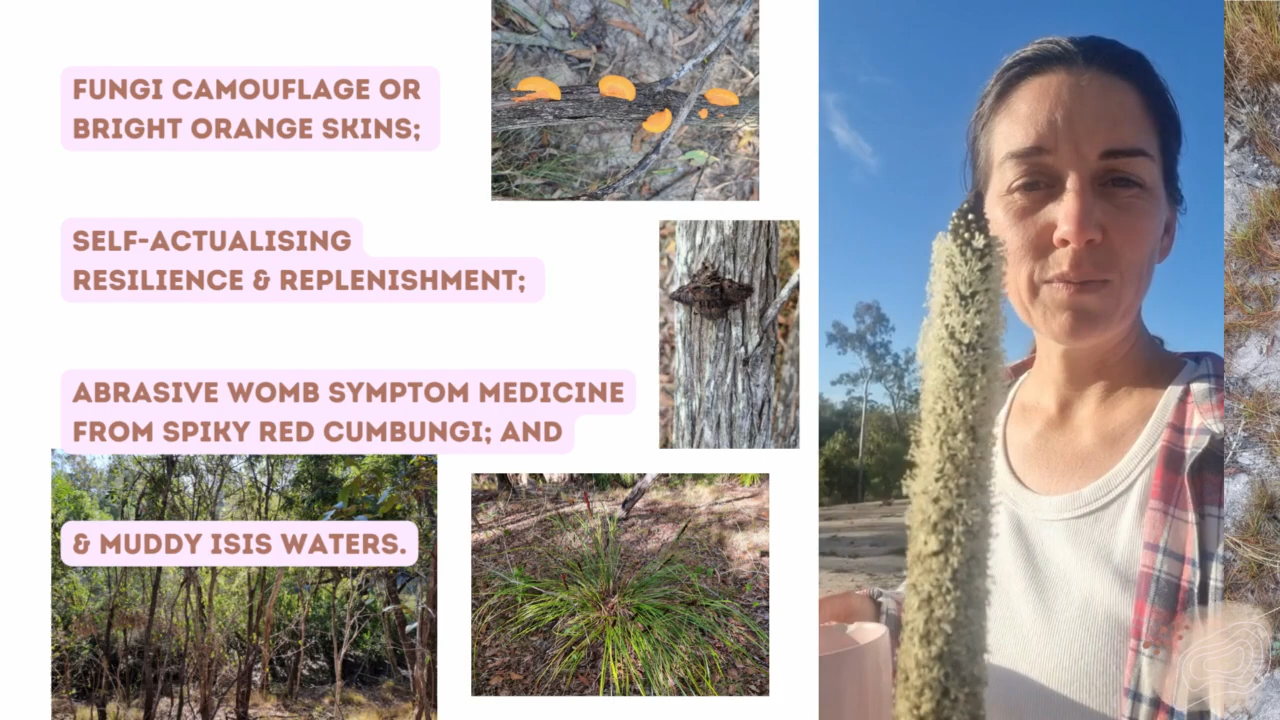 FUNGI CAMOUFLAGE OR
BRIGHT ORANGE SKINS;
SELF-ACTUALISING
RESILIENCE & REPLENISHMENT;
ABRASIVE WOMB SYMPTOM MEDICINE
FROM SPIKY RED CUMBUNGI; AND
& MUDDY ISIS WATERS.